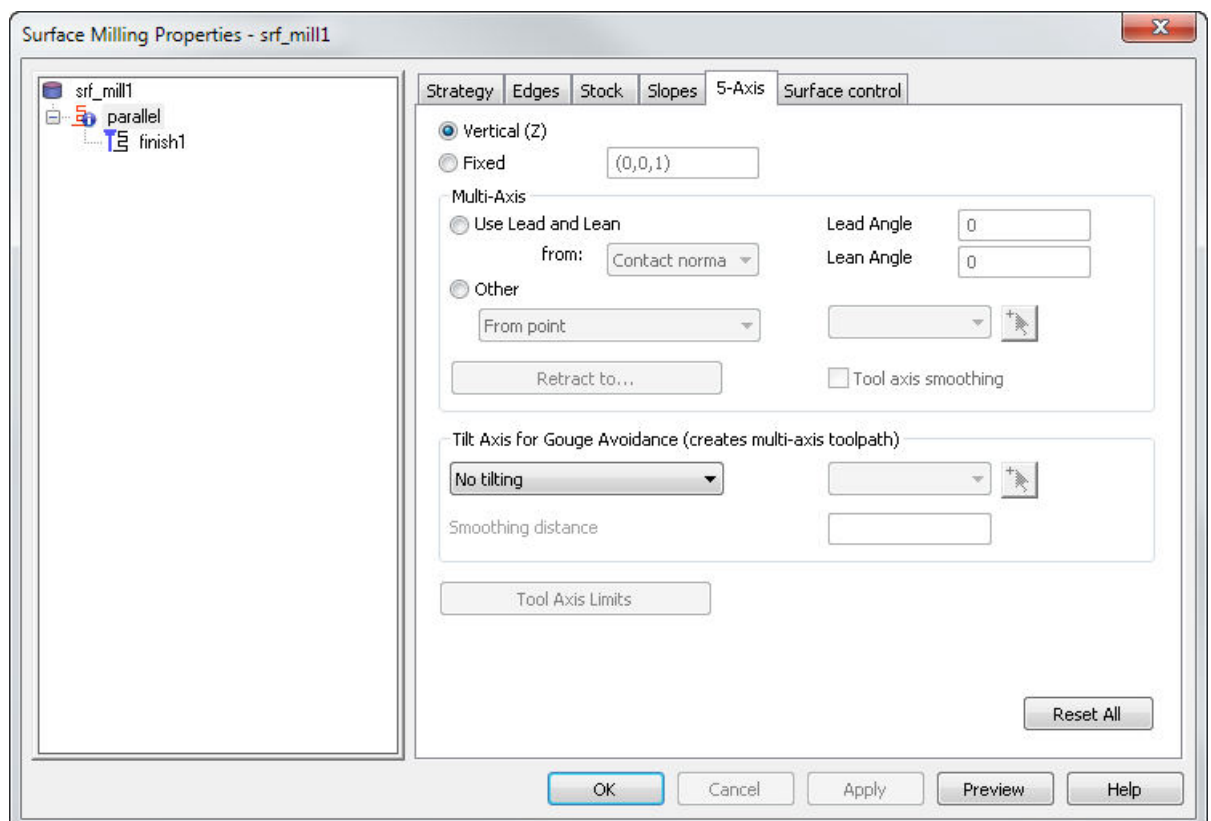 Surface Milling Properties - srf_mill1
srf_mill1
parallel
finish1
Strategy Edges Stock Slopes 5-Axis Surface control
Vertical (Z)
Fixed (0,0,1)
Multi-Axis
Use Lead and Lean Lead Angle 0
from: Contact norma Lean Angle 0
Other
From point
Retract to... Tool axis smoothing
Tilt Axis for Gouge Avoidance (creates multi-axis toolpath)
No tilting
Smoothing distance
Tool Axis Limits
Reset All
OK Cancel Apply Preview Help